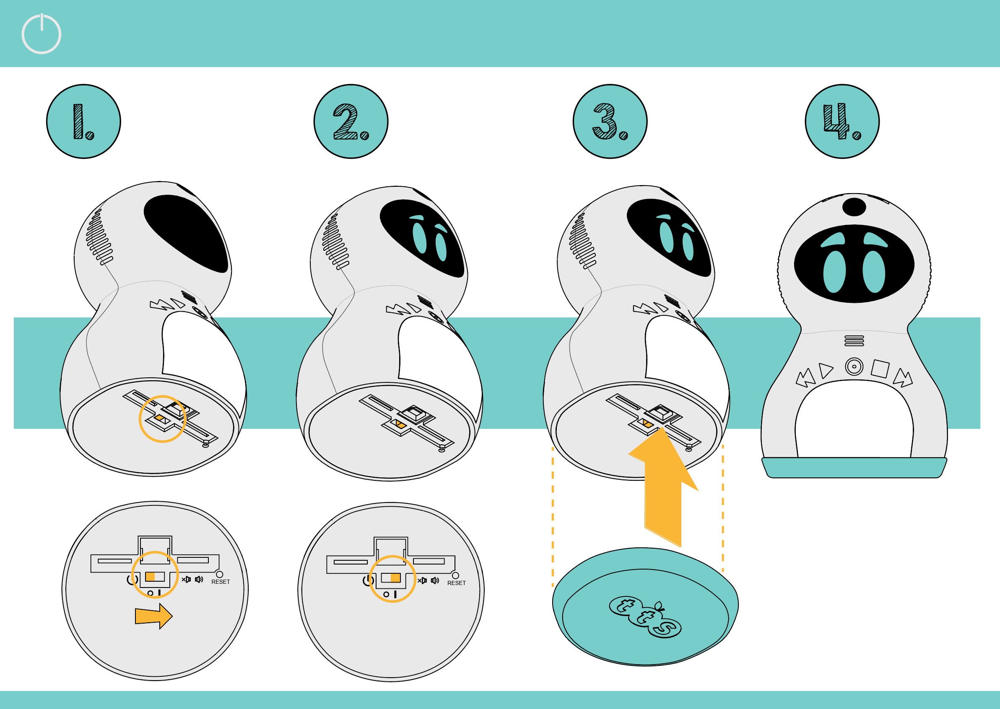 1.
2.
3.
4.
RESET
RESET
tts